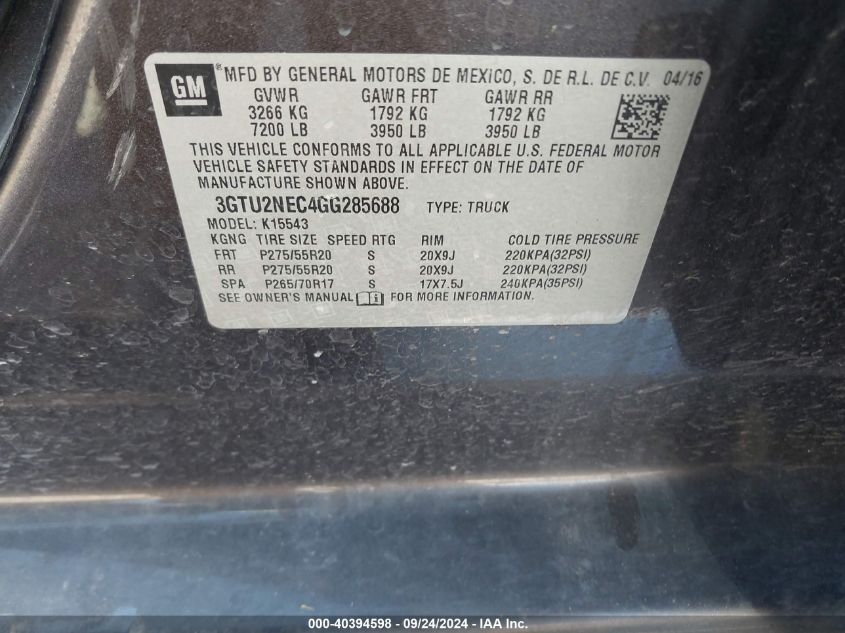 GM ® MFD BY GENERAL MOTORS DE MEXICO, S. DE R.L. DE C.V. 04/16
GVWR GAWR FRT GAWR RR
3266 KG 1792 KG 1792 KG
7200 LB 3950 LB 3950 LB
THIS VEHICLE CONFORMS TO ALL APPLICABLE U.S. FEDERAL MOTOR
VEHICLE SAFETY STANDARDS IN EFFECT ON THE DATE OF
MANUFACTURE SHOWN ABOVE.
3GTU2NEC4GG285688 TYPE: TRUCK
MODEL: K15543
KGNG TIRE SIZE SPEED RTG RIM COLD TIRE PRESSURE
FRT P275/55R20 S 20X9J 220KPA(32PSI)
RR P275/55R20 S 20X9J 220KPA(32PSI)
SPA P265/70R17 S 17X7.5J 240KPA(35PSI)
SEE OWNER'S MANUAL FOR MORE INFORMATION.
000-40394598 - 09/24/2024 - IAA Inc.